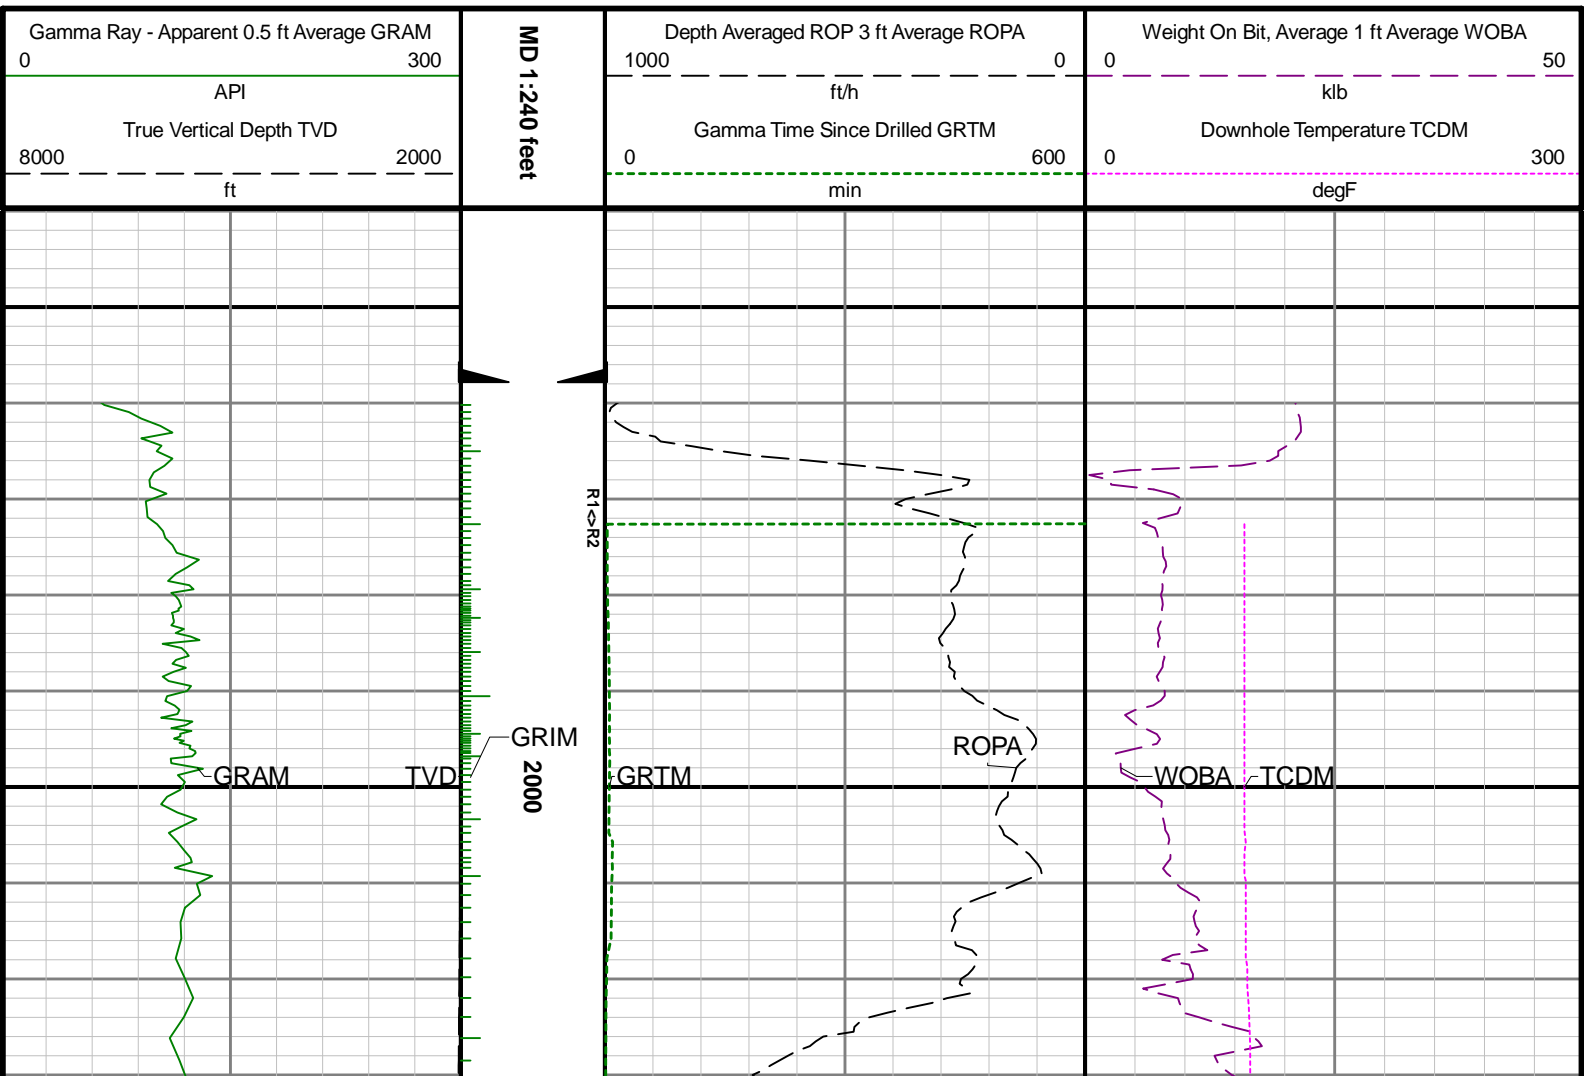 Gamma Ray - Apparent 0.5 ft Average GRAM
0 300
API
True Vertical Depth TVD
8000 2000
ft
MD 1:240 feet
Depth Averaged ROP 3 ft Average ROPA
1000 0
ft/h
Gamma Time Since Drilled GRTM
0 600
min
Weight On Bit, Average 1 ft Average WOBA
0 50
klb
Downhole Temperature TCDM
0 300
degF
R1<>R2
GRIM
ROPA
GRAM
TVD
2000
GRTM
WOBA
TCDM